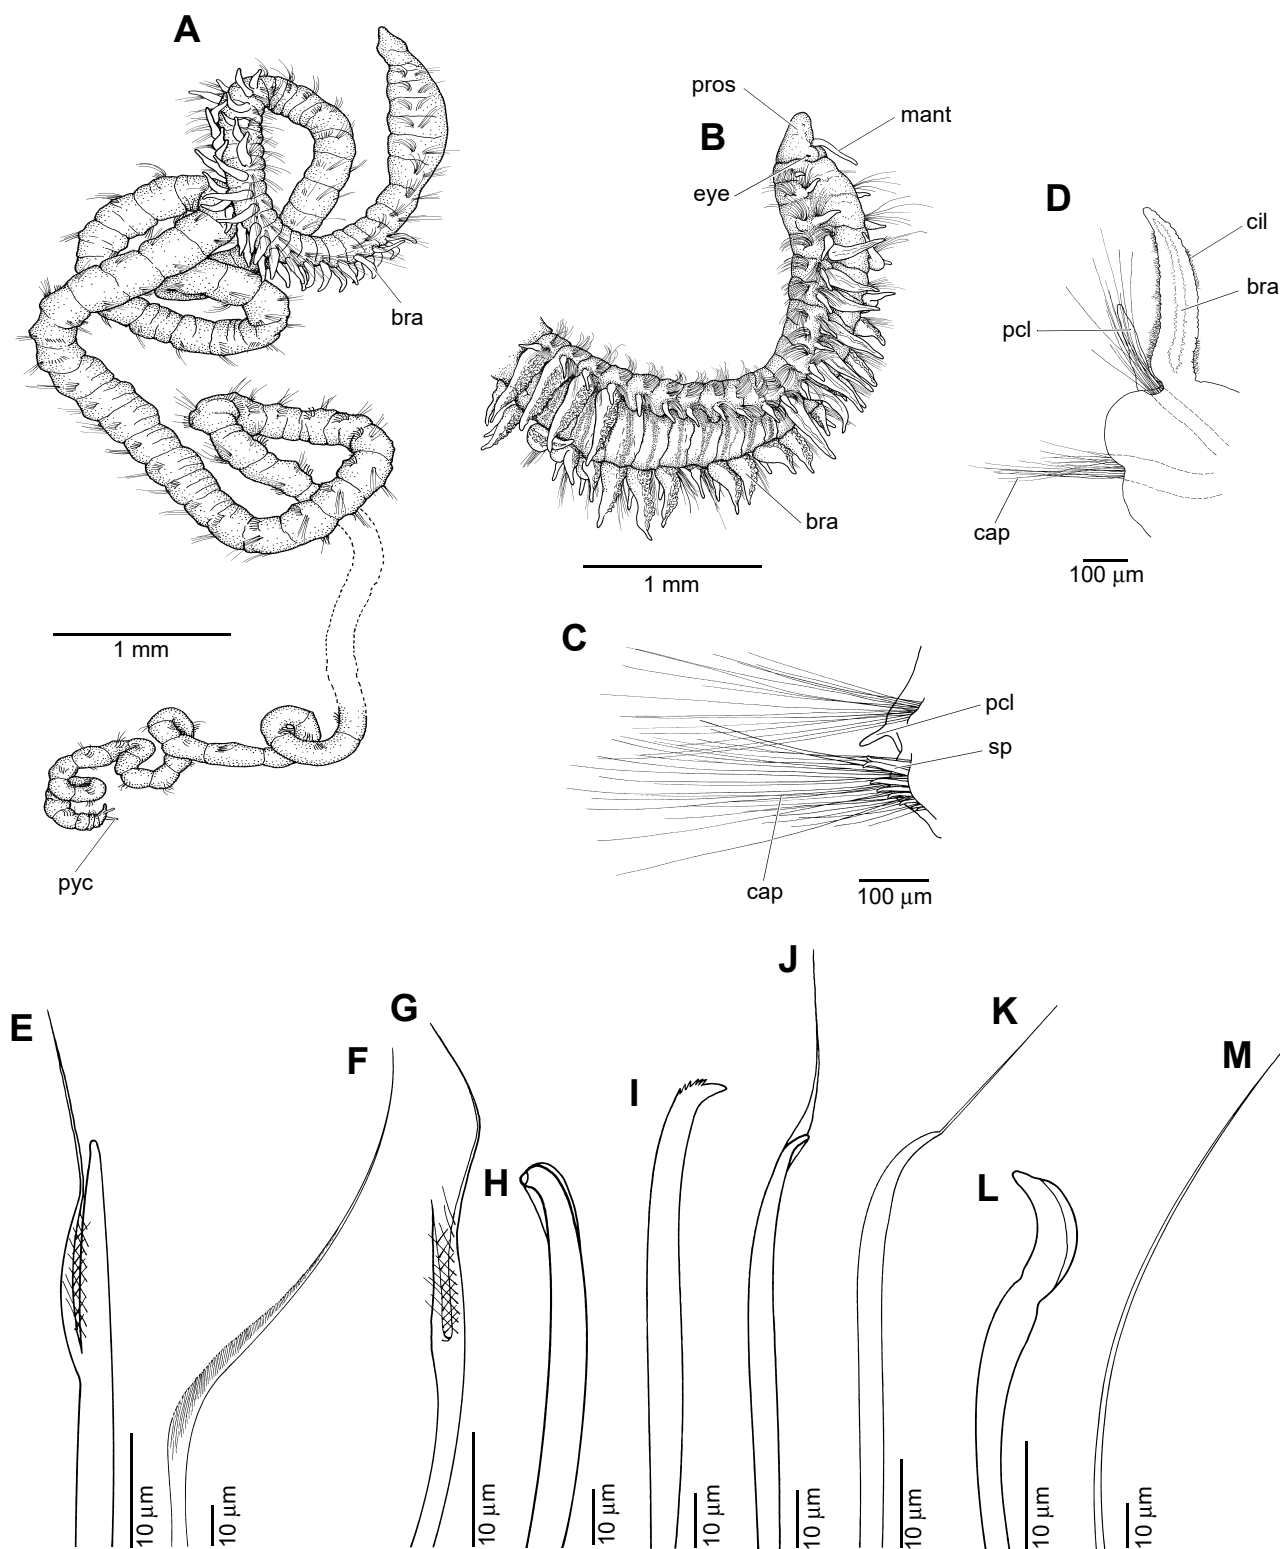 A
bra
1 mm
pyc
pros
mant
B
eye
bra
1 mm
D
cil
bra
pcl
cap
100 μm
C
pcl
sp
cap
100 μm
E
F
G
H
I
J
K
L
M
10 μm
10 μm
10 μm
10 μm
10 μm
10 μm
10 μm
10 μm
10 μm